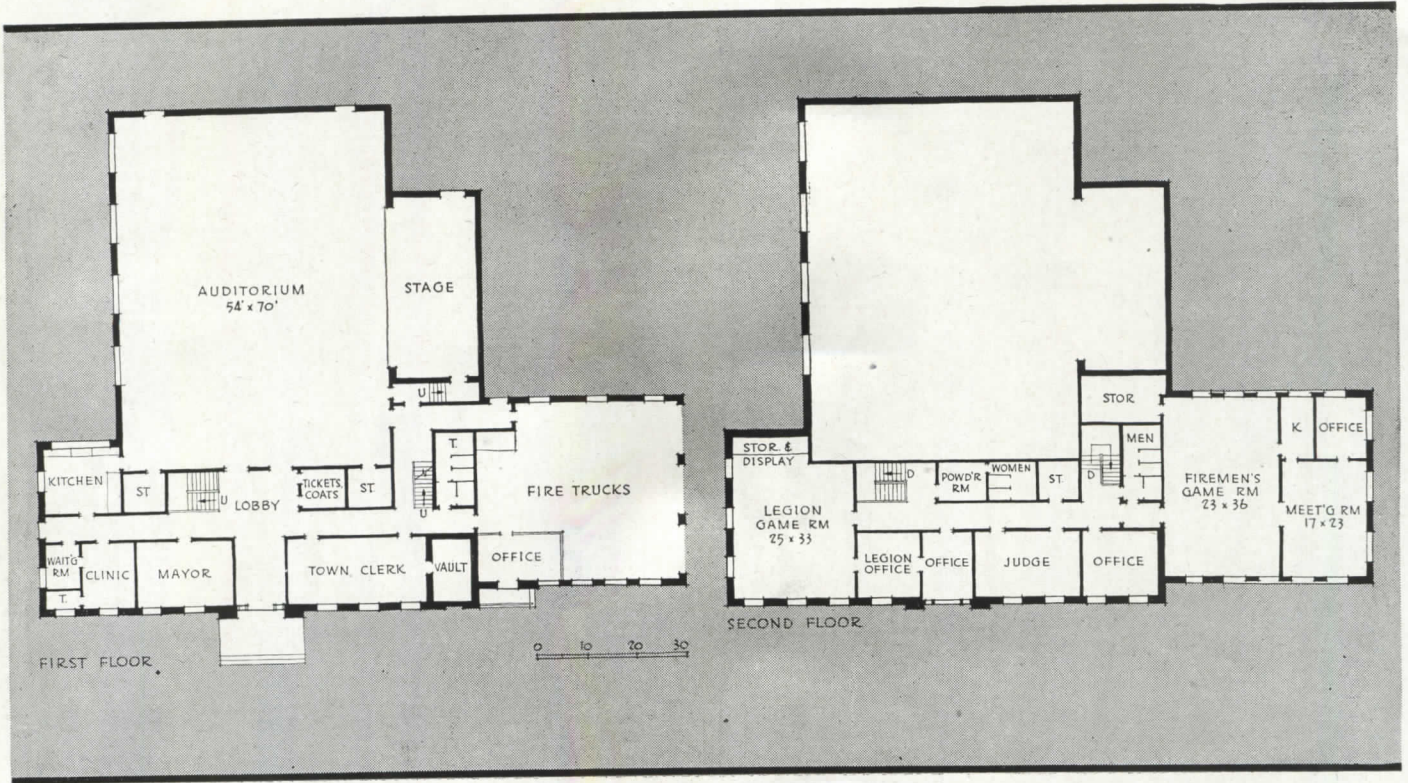 AUDITORIUM
54' x 70'
STAGE
U
KITCHEN
ST
U
LOBBY
TICKETS,
COATS
ST.
U
T.
FIRE TRUCKS
WAIT'G
RM
T.
CLINIC
MAYOR
TOWN CLERK
VAULT
OFFICE
FIRST FLOOR
0 10 20 30
STOR. &
DISPLAY
LEGION
GAME RM
25 x 33
D
POWD'R
RM
WOMEN
ST.
STOR
D
MEN
FIREMEN'S
GAME RM
23 x 36
K
OFFICE
MEET'G RM
17 x 23
LEGION
OFFICE
OFFICE
JUDGE
OFFICE
SECOND FLOOR